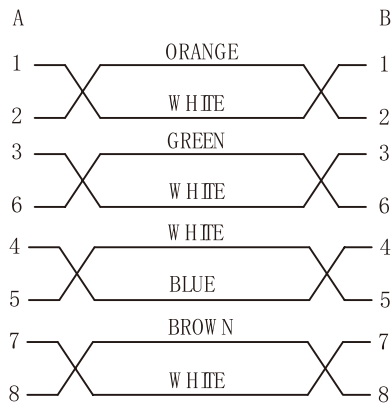 A B
ORANGE
1 1
WHITE
2 2
GREEN
3 3
WHITE
6 6
WHITE
4 4
BLUE
5 5
BROWN
7 7
WHITE
8 8